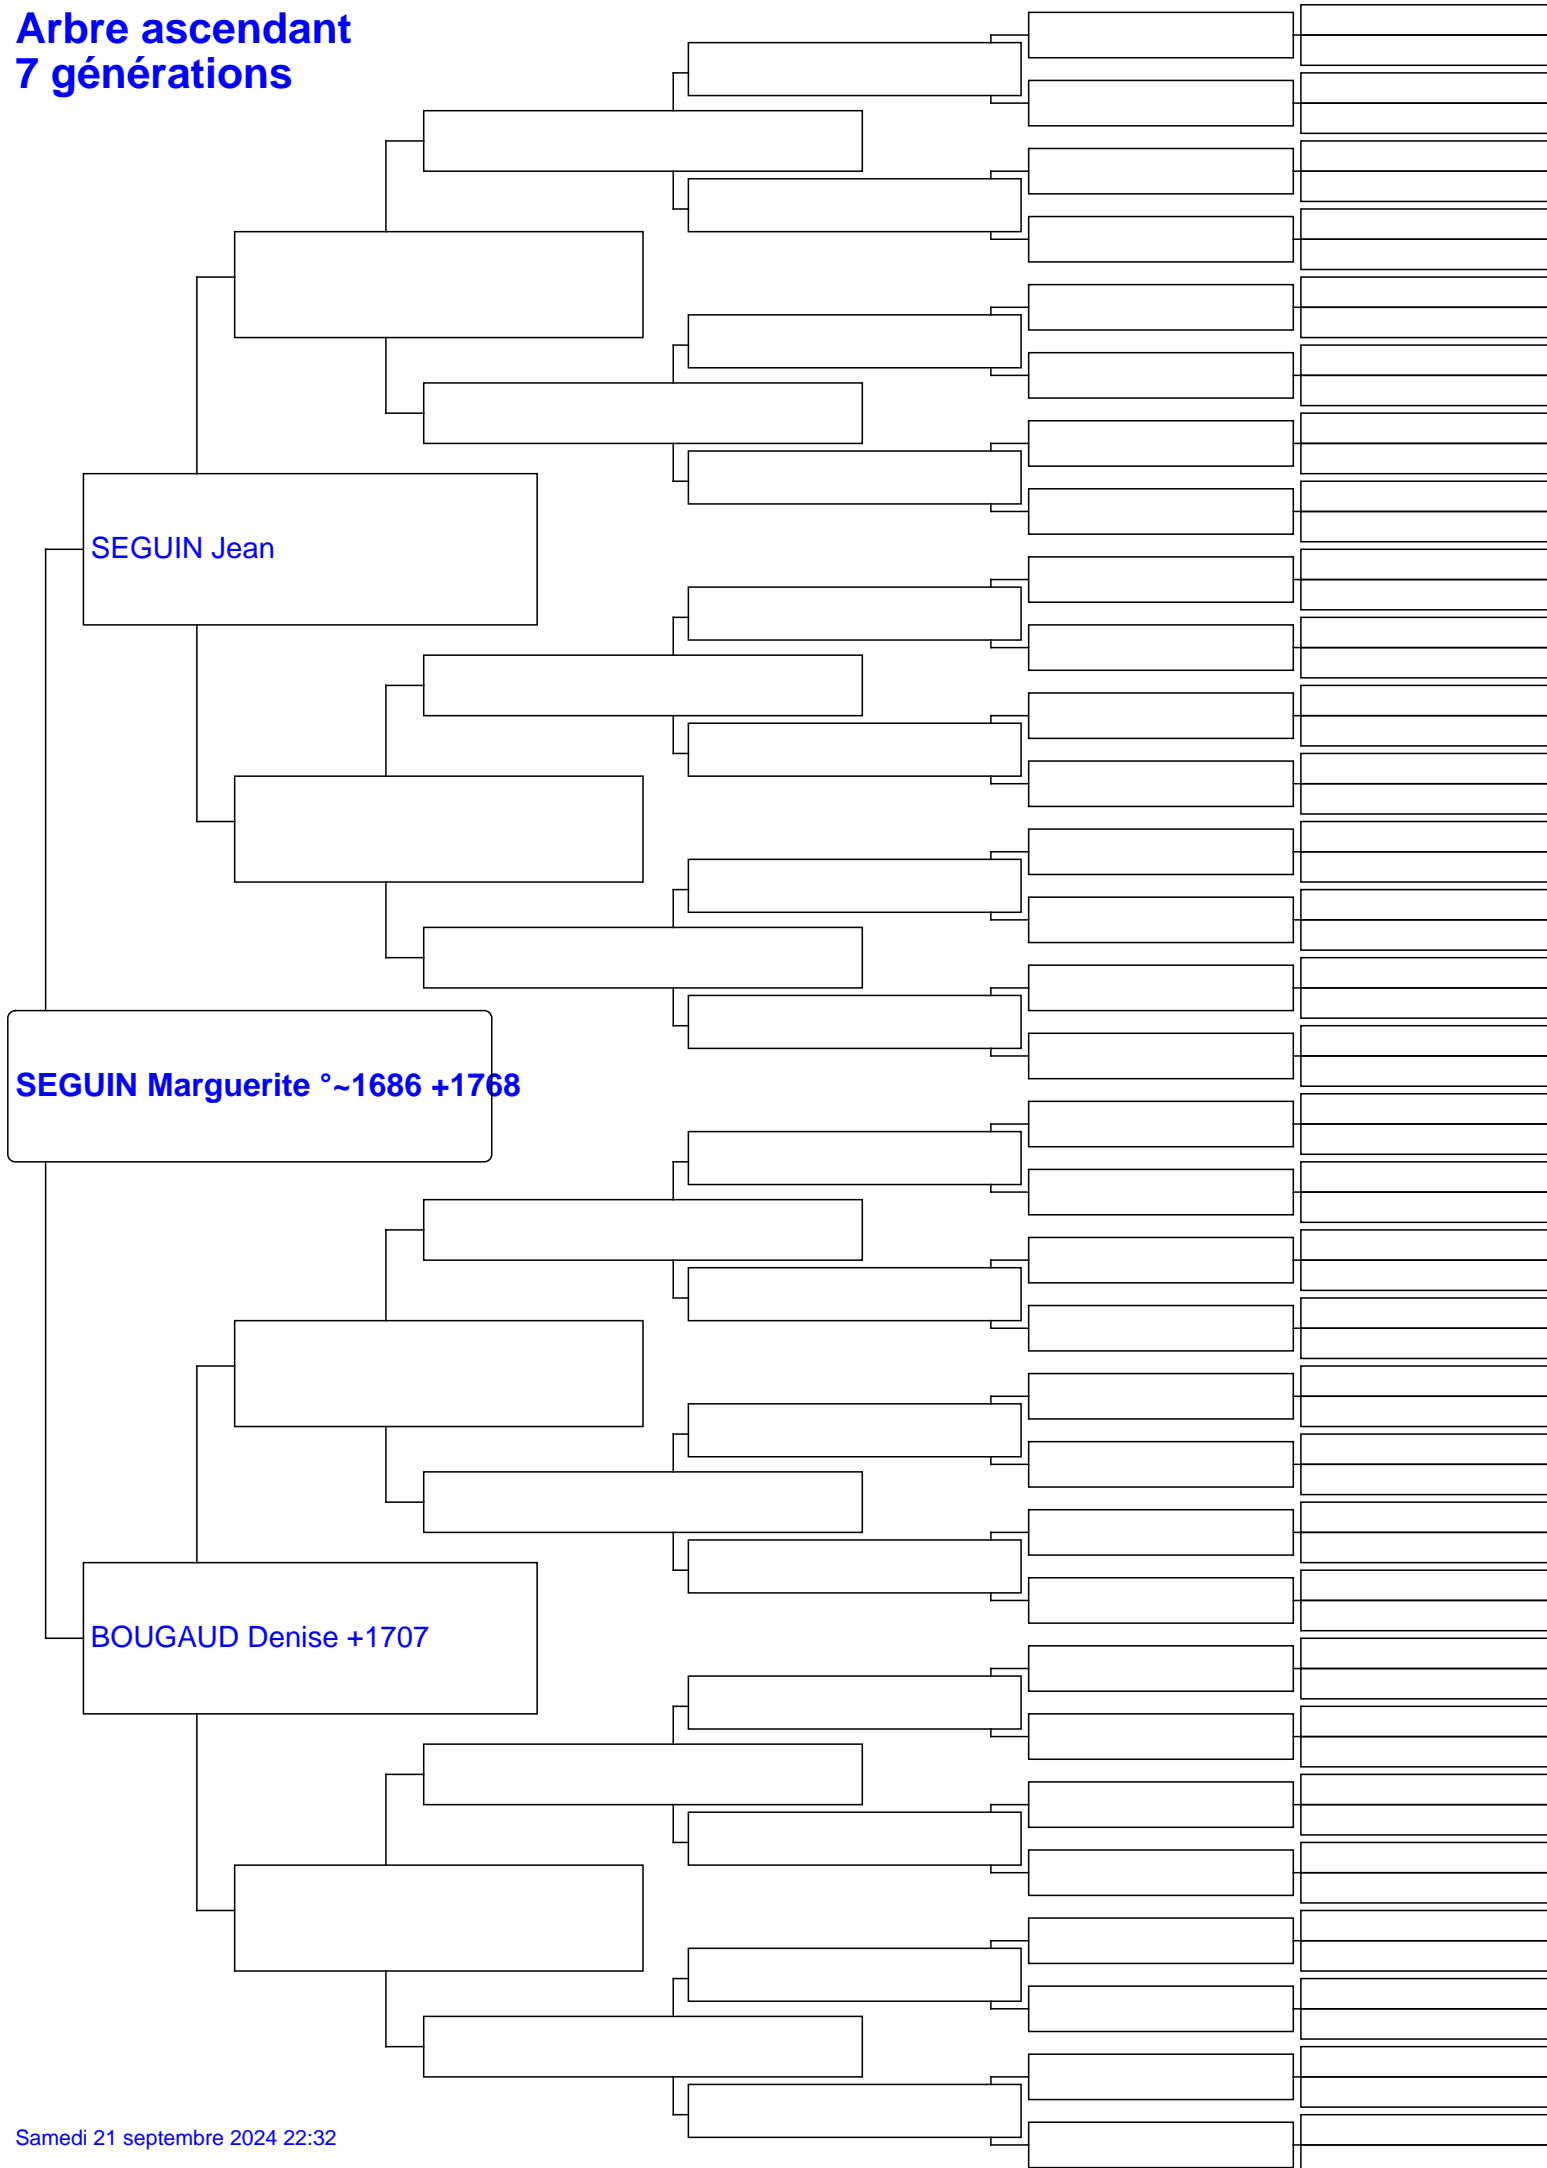 Arbre ascendant
7 générations
SEGUIN Jean
SEGUIN Marguerite °~1686 +1768
BOUGAUD Denise +1707
Samedi 21 septembre 2024 22:32